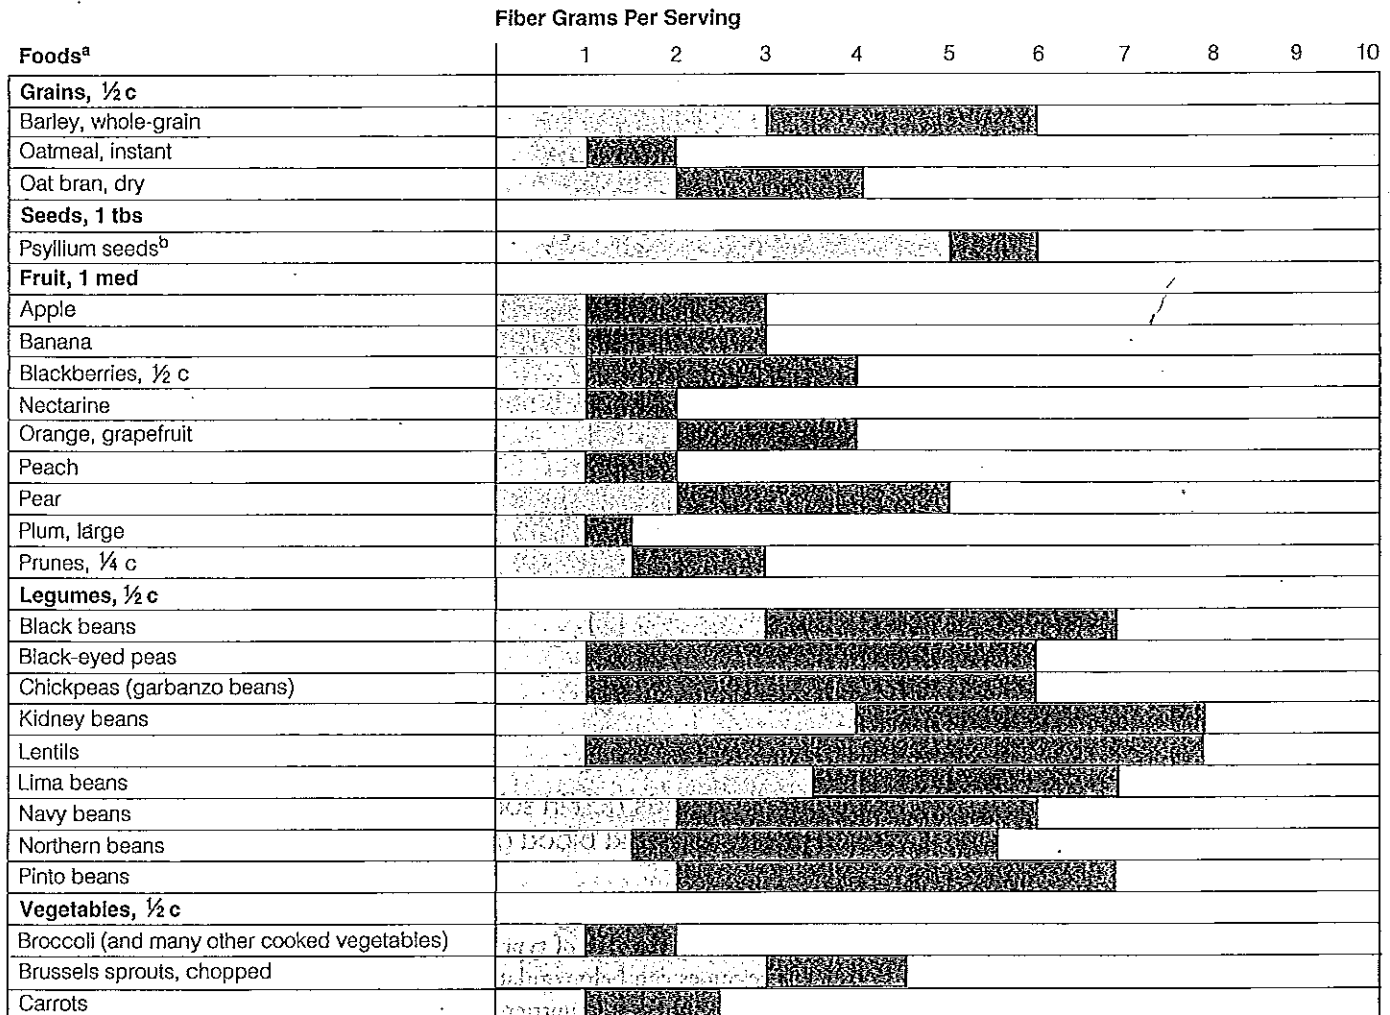 Fiber Grams Per Serving
Foodsᵃ 1 2 3 4 5 6 7 8 9 10
Grains, ½ c
Barley, whole-grain
Oatmeal, instant
Oat bran, dry
Seeds, 1 tbs
Psyllium seedsᵇ
Fruit, 1 med
Apple
Banana
Blackberries, ½ c
Nectarine
Orange, grapefruit
Peach
Pear
Plum, large
Prunes, ¼ c
Legumes, ½ c
Black beans
Black-eyed peas
Chickpeas (garbanzo beans)
Kidney beans
Lentils
Lima beans
Navy beans
Northern beans
Pinto beans
Vegetables, ½ c
Broccoli (and many other cooked vegetables)
Brussels sprouts, chopped
Carrots